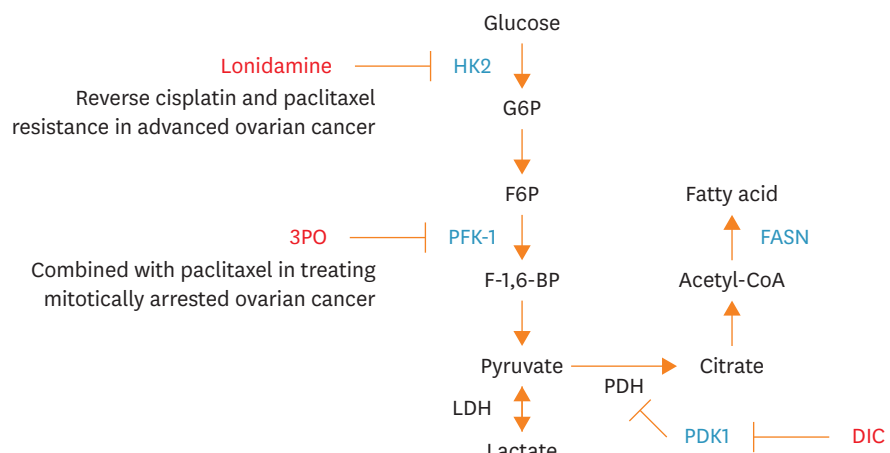 Glucose
Lonidamine
HK2
Reverse cisplatin and paclitaxel
resistance in advanced ovarian cancer
G6P
F6P
Fatty acid
3PO
PFK-1
FASN
Combined with paclitaxel in treating
mitotically arrested ovarian cancer
F-1,6-BP
Acetyl-CoA
Pyruvate
PDH
Citrate
LDH
PDK1
DIC
Lactate